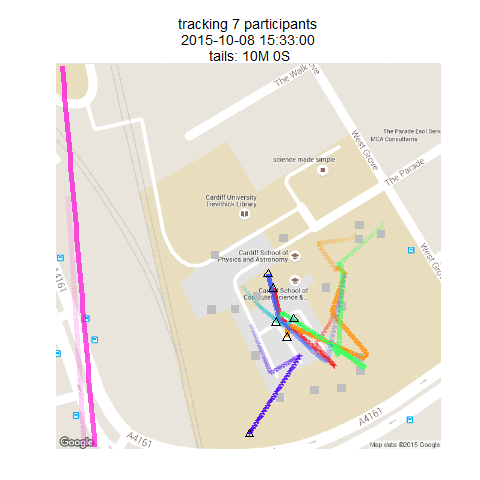 tracking 7 participants
2015-10-08 15:33:00
tails: 10M 0S
The Walk
ove
West Grove
The Parade Esol Serv
MCA Consultants
science made simple
The Parade
Cardiff University
Trevithick Library
West Grove
Cardiff School of
Physics and Astronomy
Cardiff School of
Computer Science &...
A4161
A4161
A4161
A4161
Google
Map data ©2015 Google